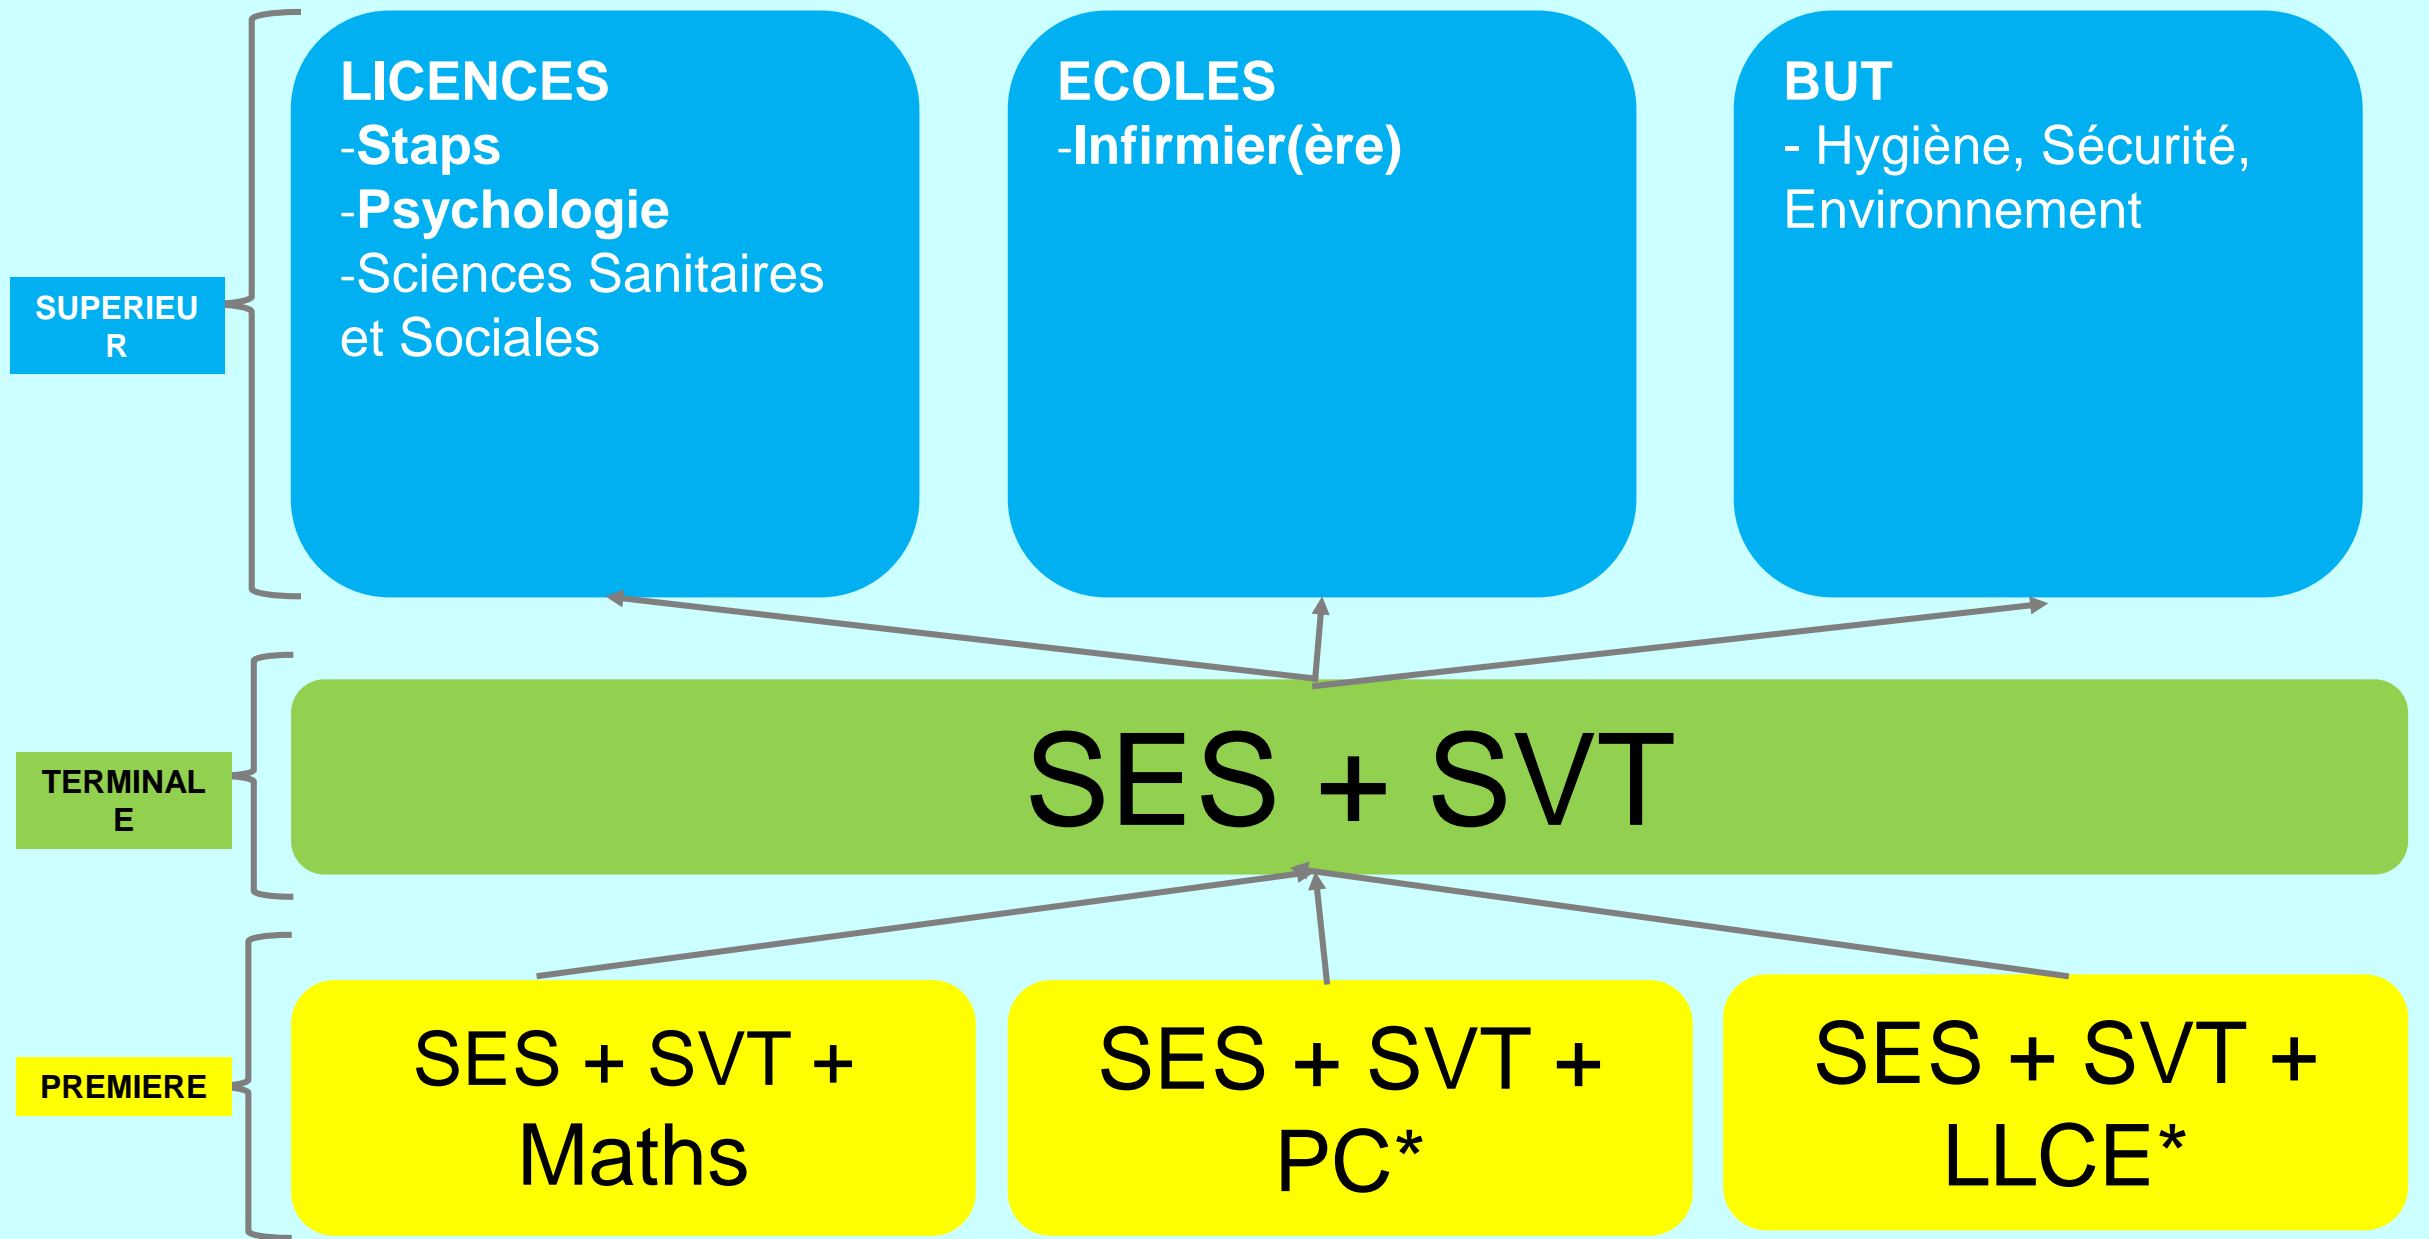 LICENCES
-Staps
-Psychologie
-Sciences Sanitaires
et Sociales
ECOLES
-Infirmier(ère)
BUT
- Hygiène, Sécurité,
Environnement
SUPERIEU
R
TERMINAL
E
SES + SVT
PREMIERE
SES + SVT +
Maths
SES + SVT +
PC*
SES + SVT +
LLCE*